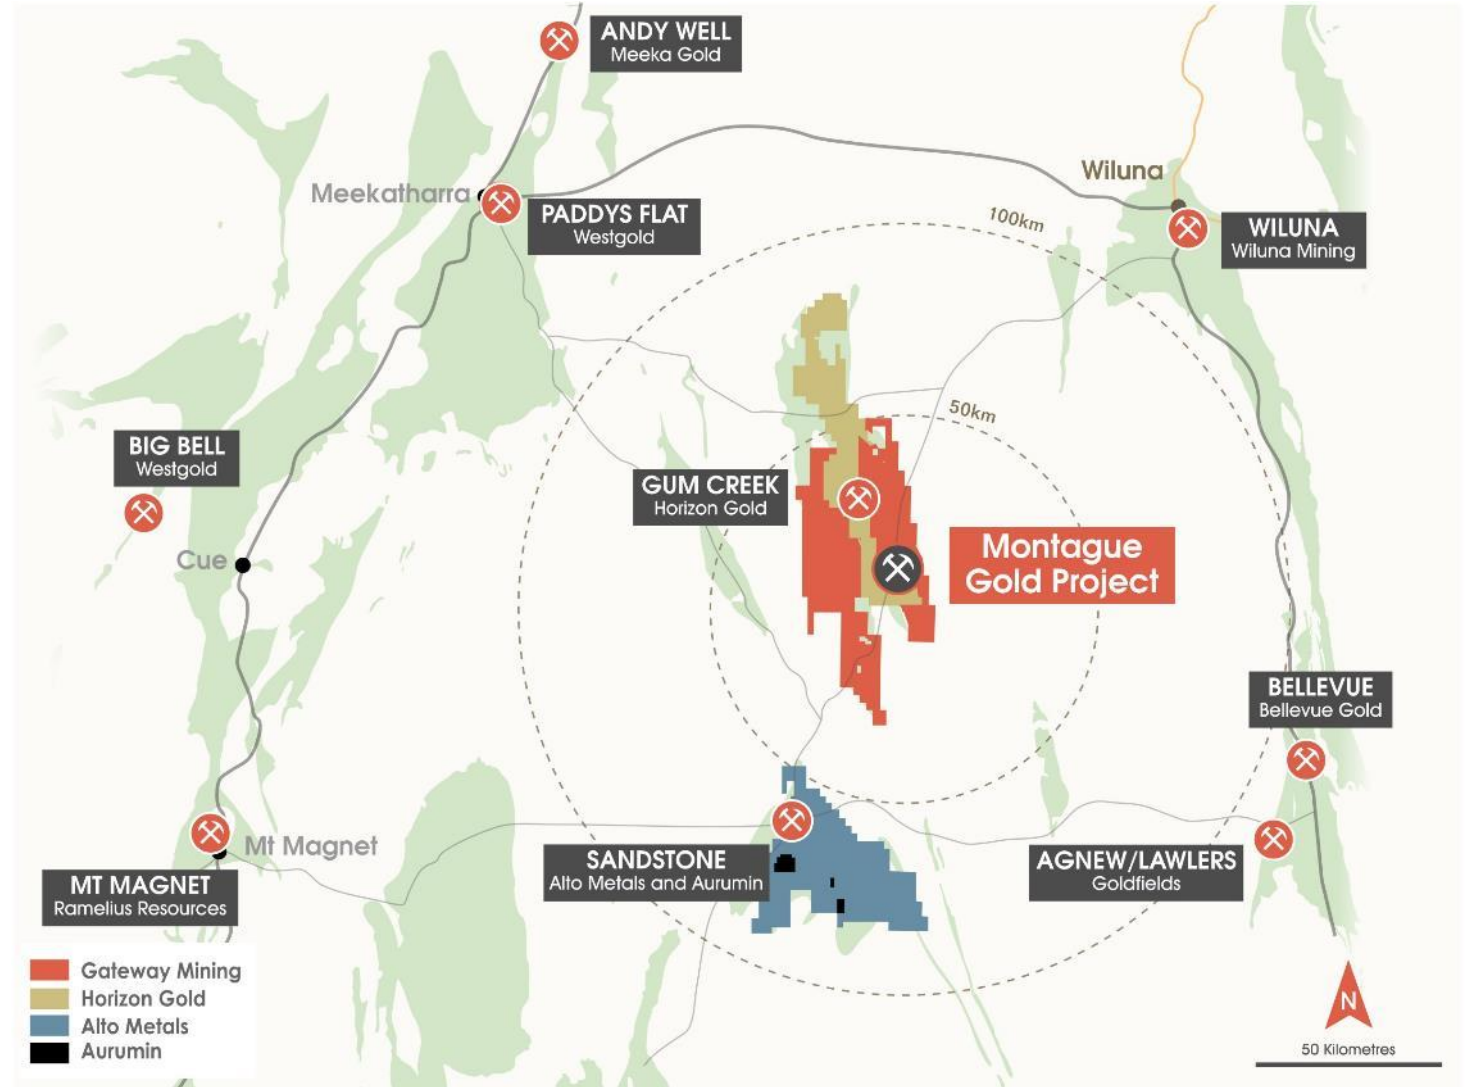 ANDY WELL
Meeka Gold
Meekatharra
PADDYS FLAT
Westgold
Wiluna
WILUNA
Wiluna Mining
100km
50km
BIG BELL
Westgold
GUM CREEK
Horizon Gold
Cue
Montague
Gold Project
BELLEVUE
Bellevue Gold
Mt Magnet
MT MAGNET
Ramelius Resources
SANDSTONE
Alto Metals and Aurumin
AGNEW/LAWLERS
Goldfields
Gateway Mining
Horizon Gold
Alto Metals
Aurumin
N
50 Kilometres